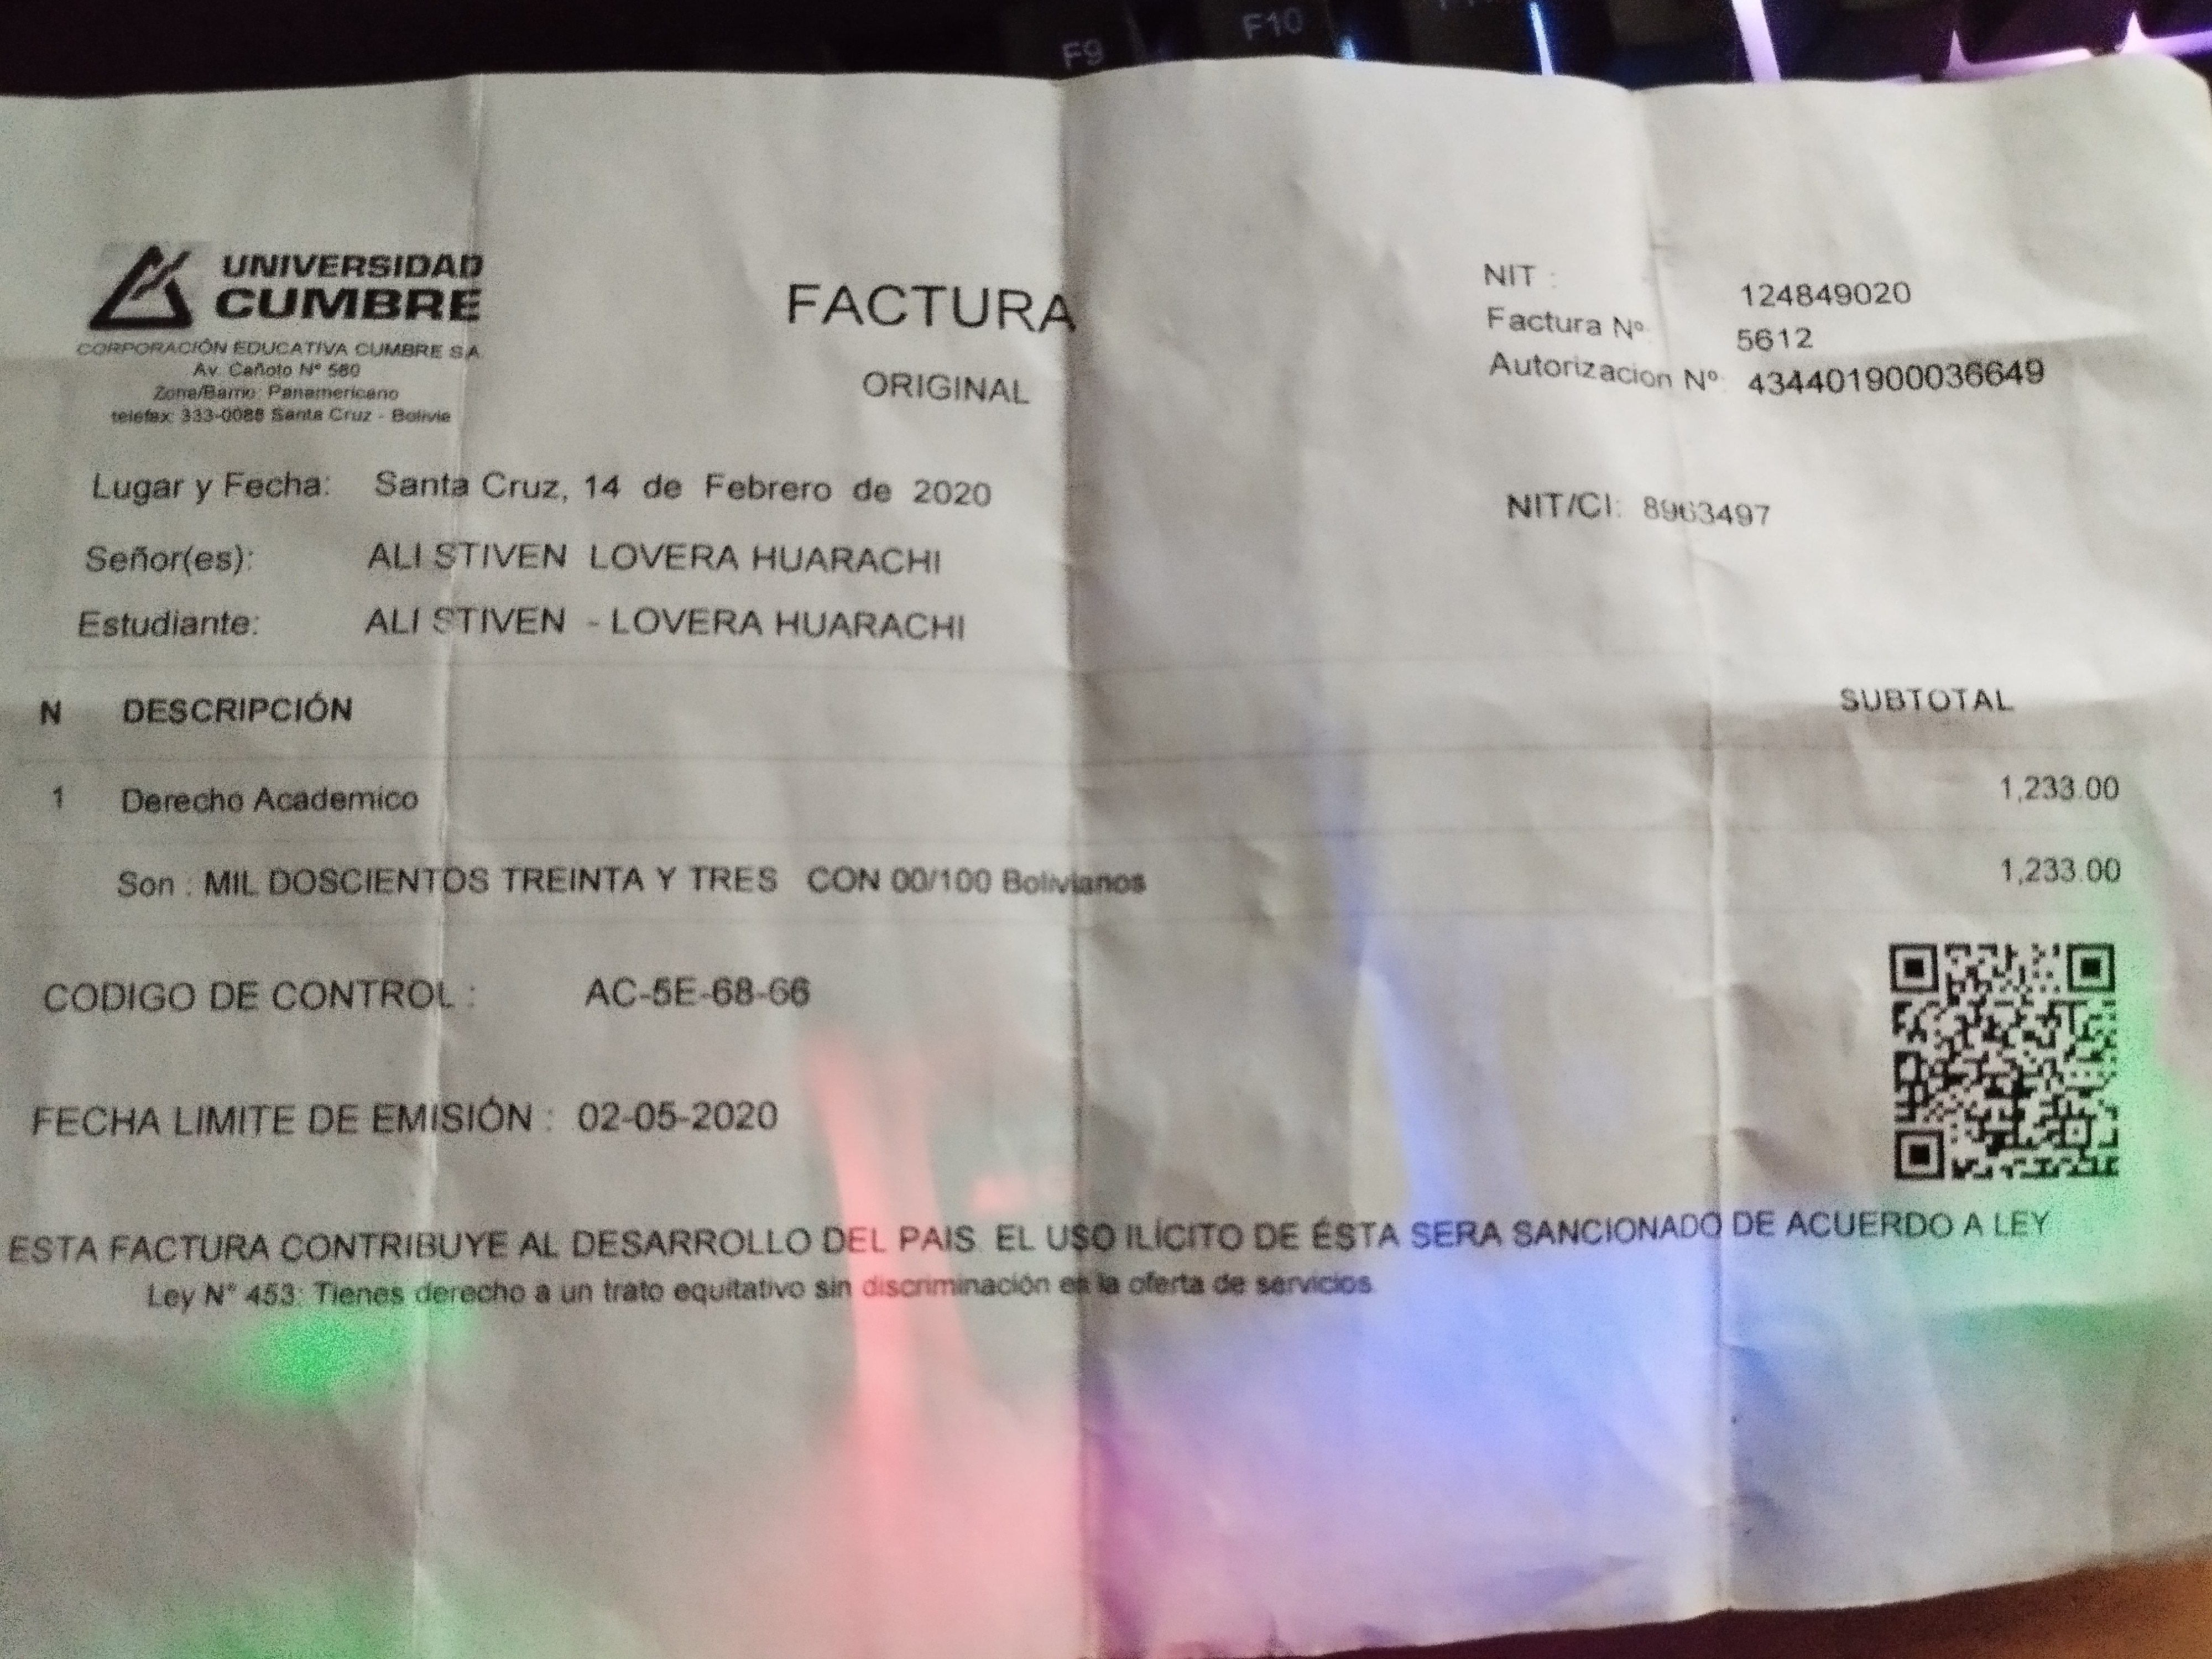 F9 F10
UNIVERSIDAD
CUMBRE
CORPORACIÓN EDUCATIVA CUMBRE S.A.
Av. Cañoto Nº 580
Zona/Barrio: Panamericano
telefax: 333-0088 Santa Cruz - Bolivia
FACTURA
ORIGINAL
NIT : 124849020
Factura Nº 5612
Autorizacion Nº: 434401900036649
Lugar y Fecha: Santa Cruz, 14 de Febrero de 2020
NIT/CI: 8963497
Señor(es): ALI STIVEN LOVERA HUARACHI
Estudiante: ALI STIVEN - LOVERA HUARACHI
N DESCRIPCIÓN SUBTOTAL
1 Derecho Academico 1,233.00
Son : MIL DOSCIENTOS TREINTA Y TRES CON 00/100 Bolivianos 1,233.00
CODIGO DE CONTROL : AC-5E-68-66
FECHA LIMITE DE EMISIÓN : 02-05-2020
ESTA FACTURA CONTRIBUYE AL DESARROLLO DEL PAIS. EL USO ILÍCITO DE ÉSTA SERA SANCIONADO DE ACUERDO A LEY
Ley N° 453: Tienes derecho a un trato equitativo sin discriminación en la oferta de servicios.